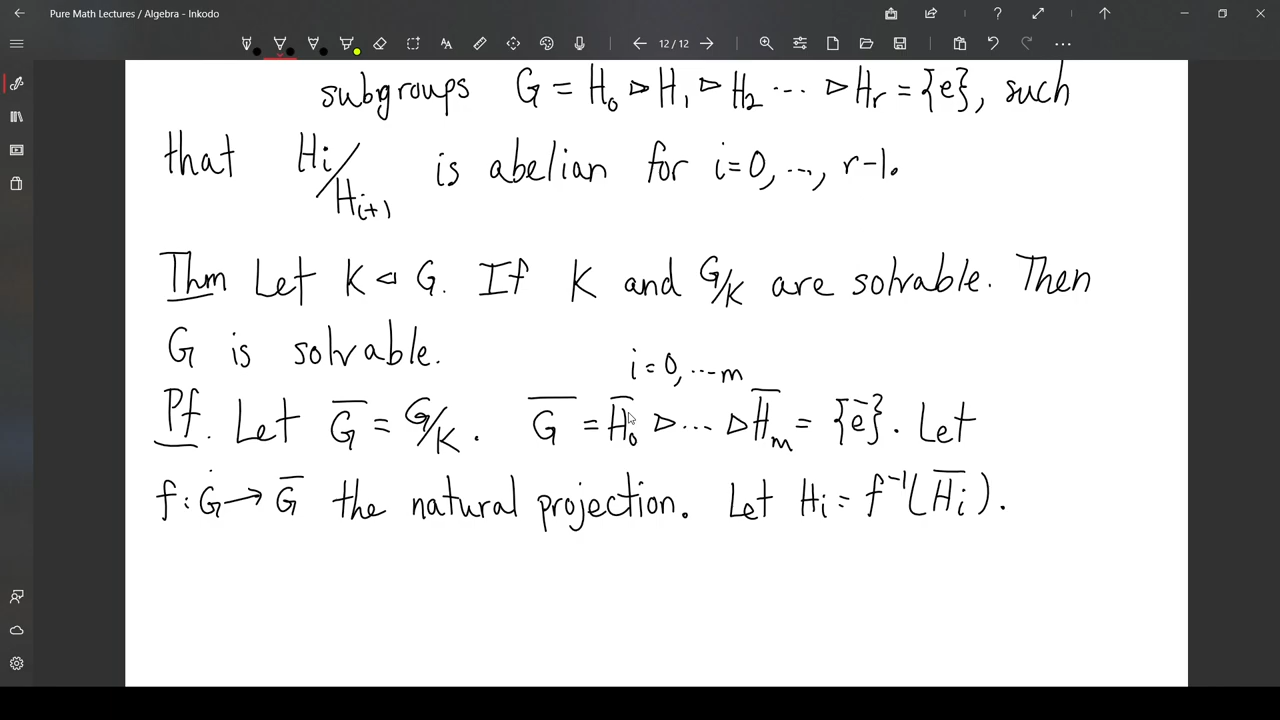 Pure Math Lectures / Algebra - Inkodo
12/12
subgroups G = H₀ ▷ H₁ ▷ H₂ ⋯ ▷ Hr = {e}, such
that Hi/Hi+1 is abelian for i=0, ..., r-1.
Thm Let K ◁ G. If K and G/K are solvable. Then
G is solvable.
i = 0, ⋯ m
Pf. Let G̅ = G/K. G̅ = H̅₀ ▷ ⋯ ▷ H̅m = {e̅}. Let
f: G → G̅ the natural projection. Let Hi = f⁻¹(H̅i).